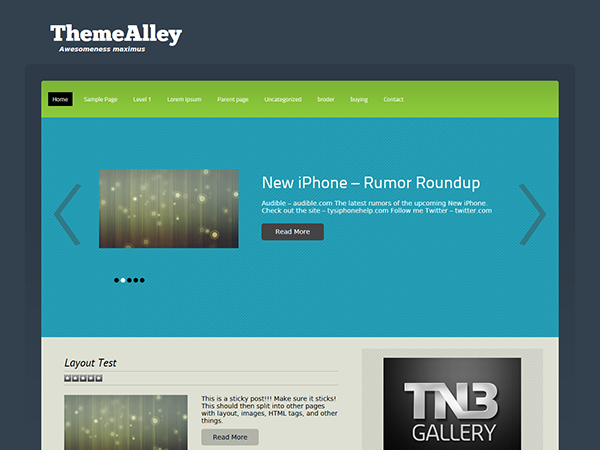 ThemeAlley
Awesomeness maximus
Home Sample Page Level 1 Lorem Ipsum Parent page Uncategorized broder buying Contact
New iPhone – Rumor Roundup
Audible – audible.com The latest rumors of the upcoming New iPhone.
Check out the site – tysiphonehelp.com Follow me Twitter – twitter.com
Read More
Layout Test
This is a sticky post!!! Make sure it sticks!
This should then split into other pages
with layout, images, HTML tags, and other
things.
Read More
TN3
GALLERY